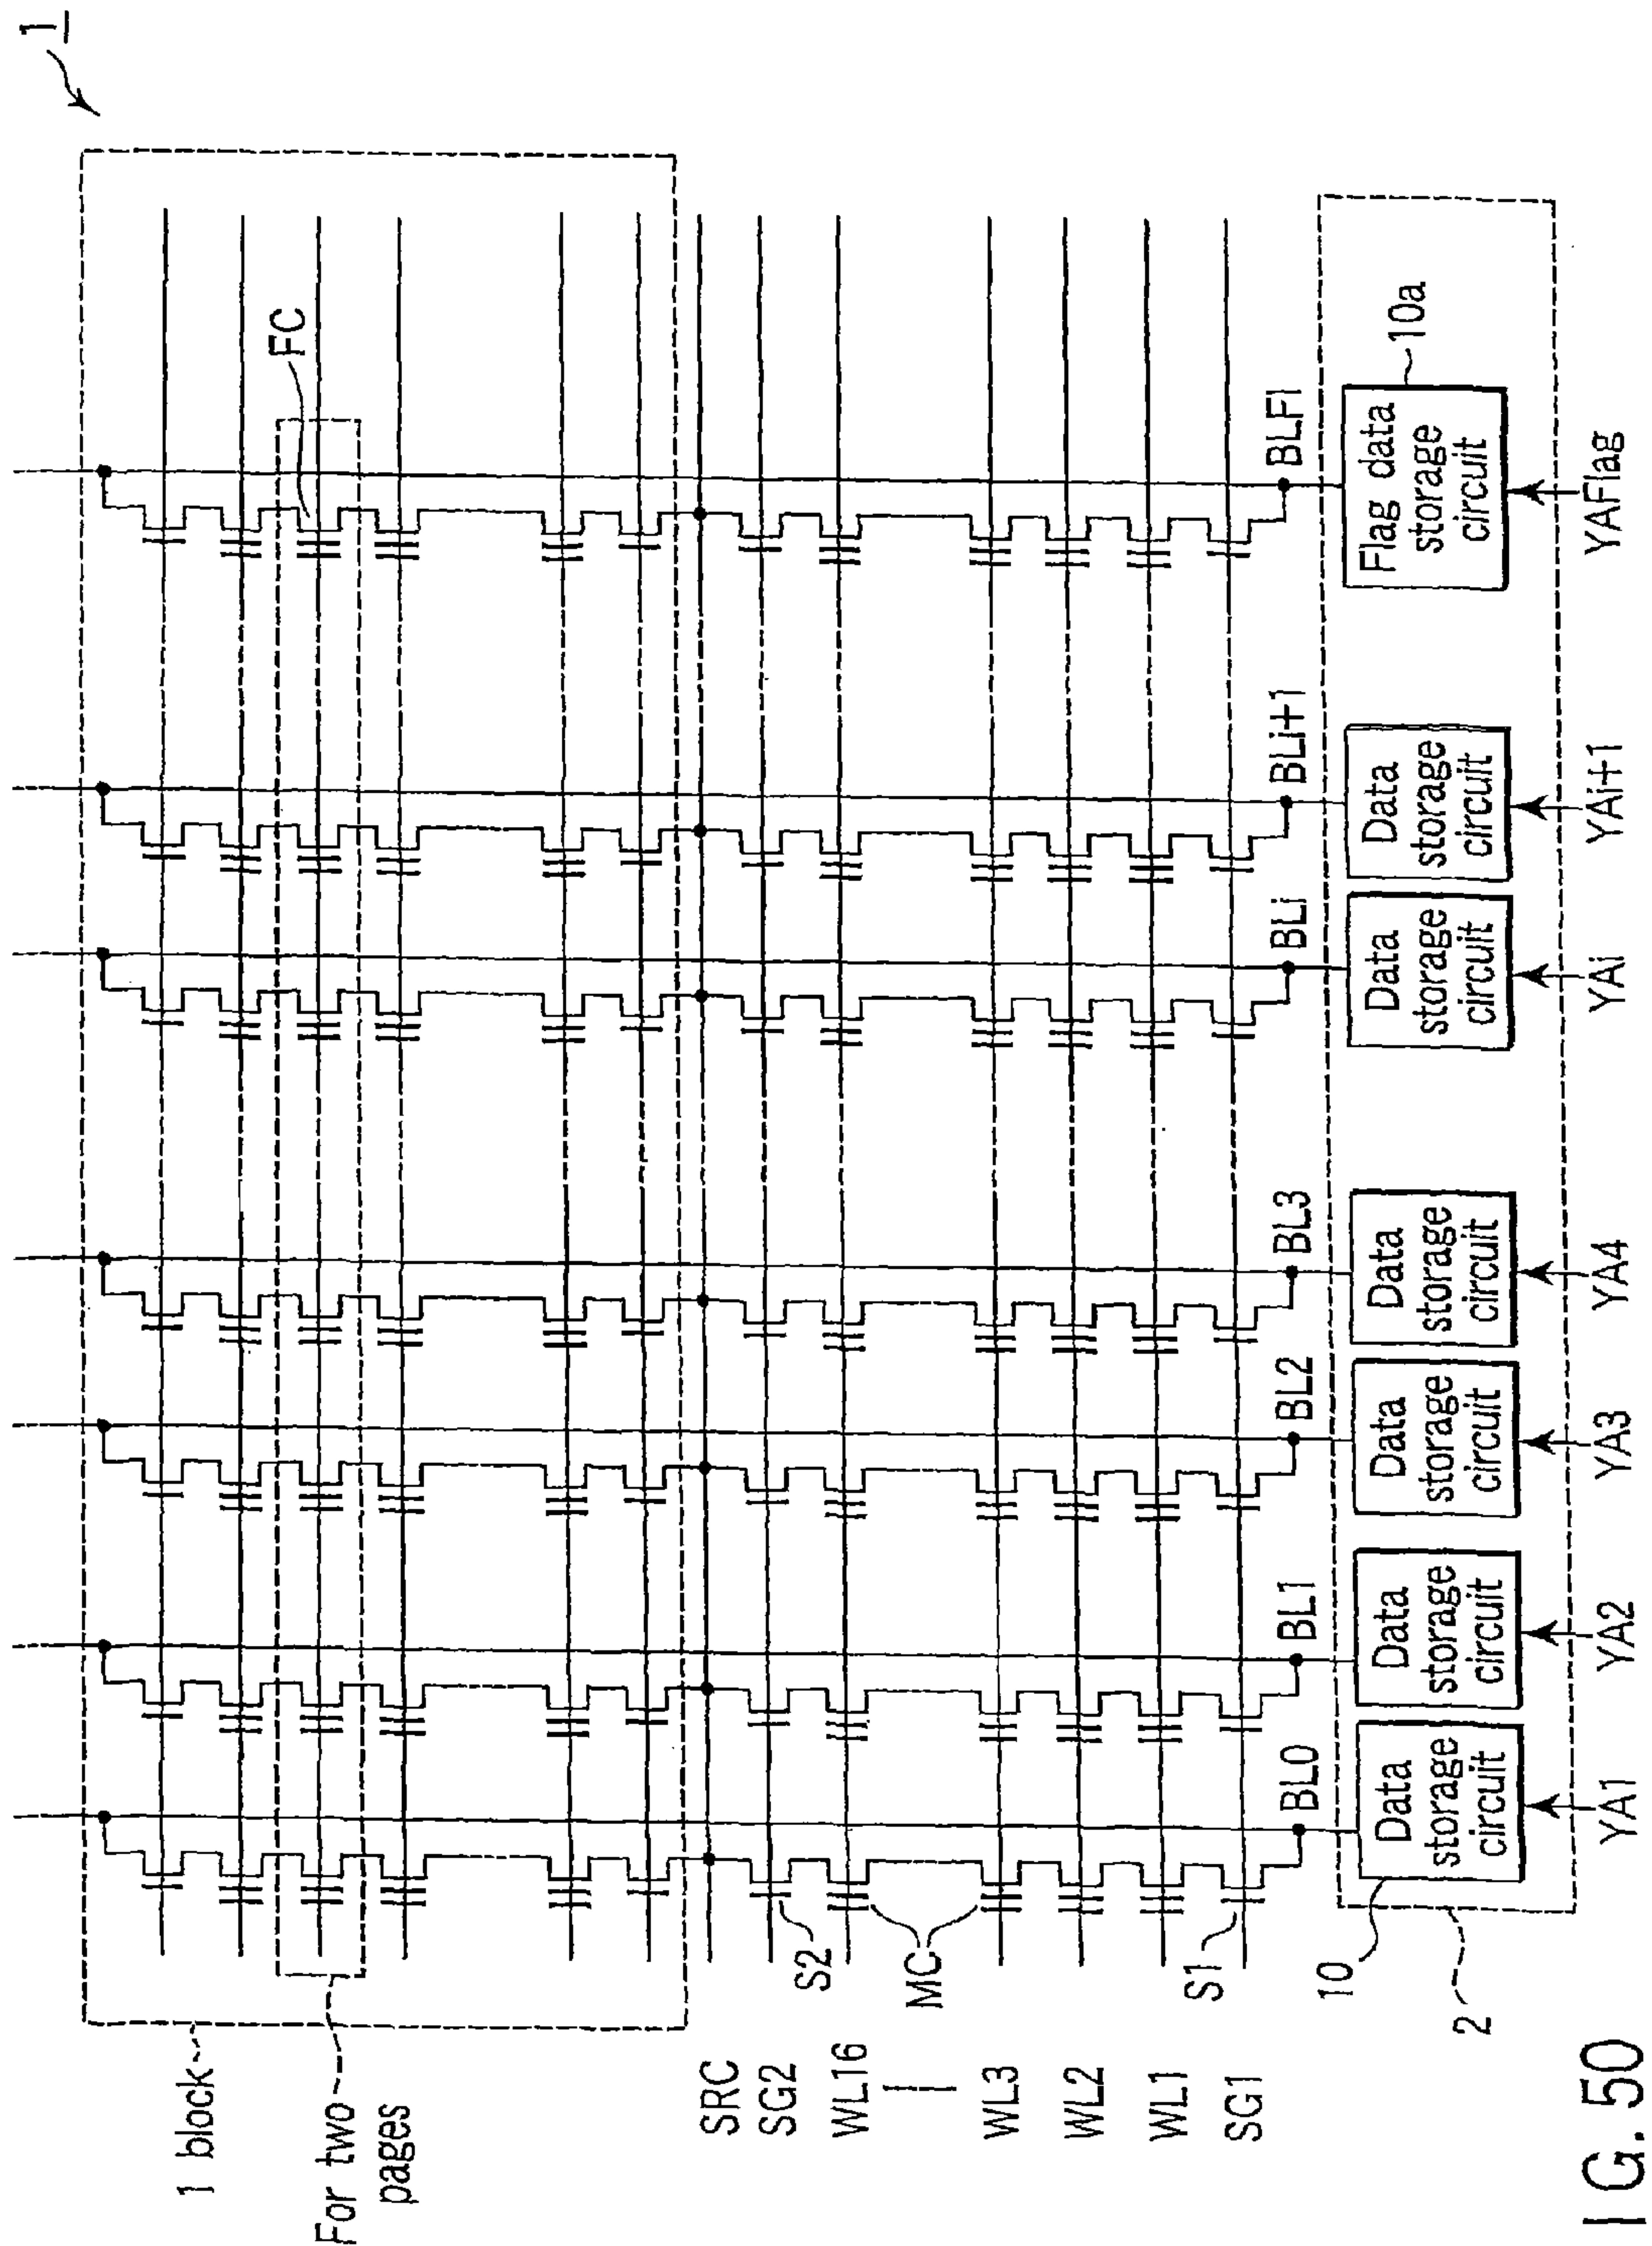 1
1 block
For two
pages
FC
SRC
SG2
WL16
WL3
WL2
WL1
SG1
S2
MC
S1
BL0
BL1
BL2
BL3
BLi
BLi+1
BLFl
10
2
Data
storage
circuit
Data
storage
circuit
Data
storage
circuit
Data
storage
circuit
Data
storage
circuit
Data
storage
circuit
Flag data
storage
circuit
10a
YA1
YA2
YA3
YA4
YAi
YAi+1
YAFlag
I G. 50